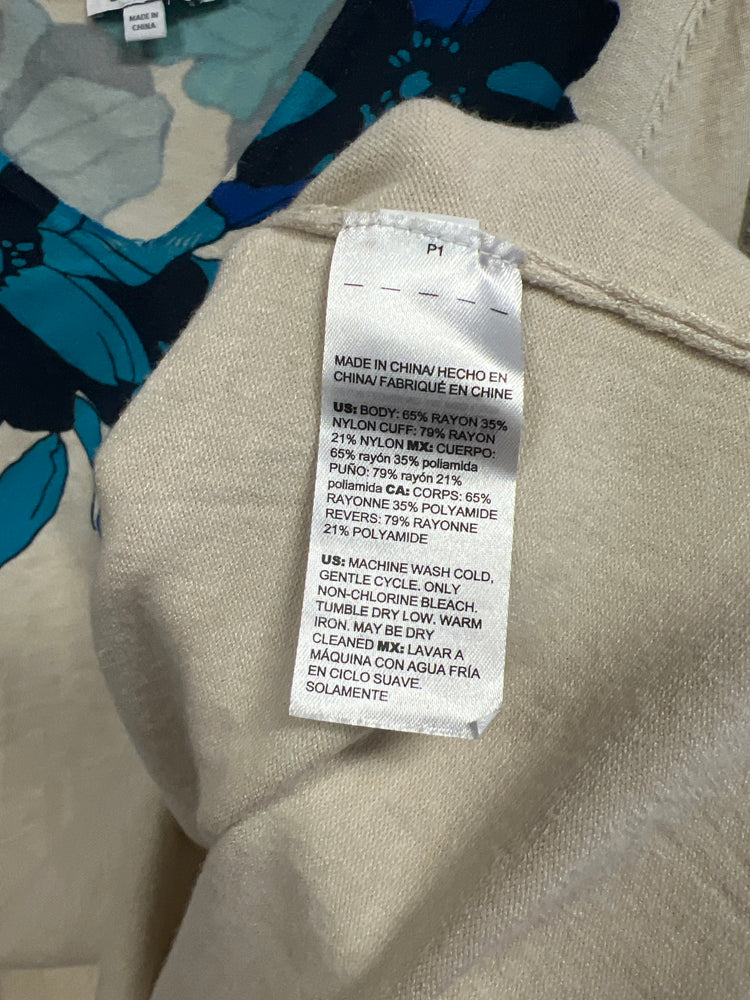 MADE IN
CHINA
P1
MADE IN CHINA/ HECHO EN
CHINA/ FABRIQUÉ EN CHINE
US: BODY: 65% RAYON 35%
NYLON CUFF: 79% RAYON
21% NYLON MX: CUERPO:
65% rayón 35% poliamida
PUÑO: 79% rayón 21%
poliamida CA: CORPS: 65%
RAYONNE 35% POLYAMIDE
REVERS: 79% RAYONNE
21% POLYAMIDE
US: MACHINE WASH COLD,
GENTLE CYCLE. ONLY
NON-CHLORINE BLEACH.
TUMBLE DRY LOW. WARM
IRON. MAY BE DRY
CLEANED MX: LAVAR A
MÁQUINA CON AGUA FRÍA
EN CICLO SUAVE.
SOLAMENTE